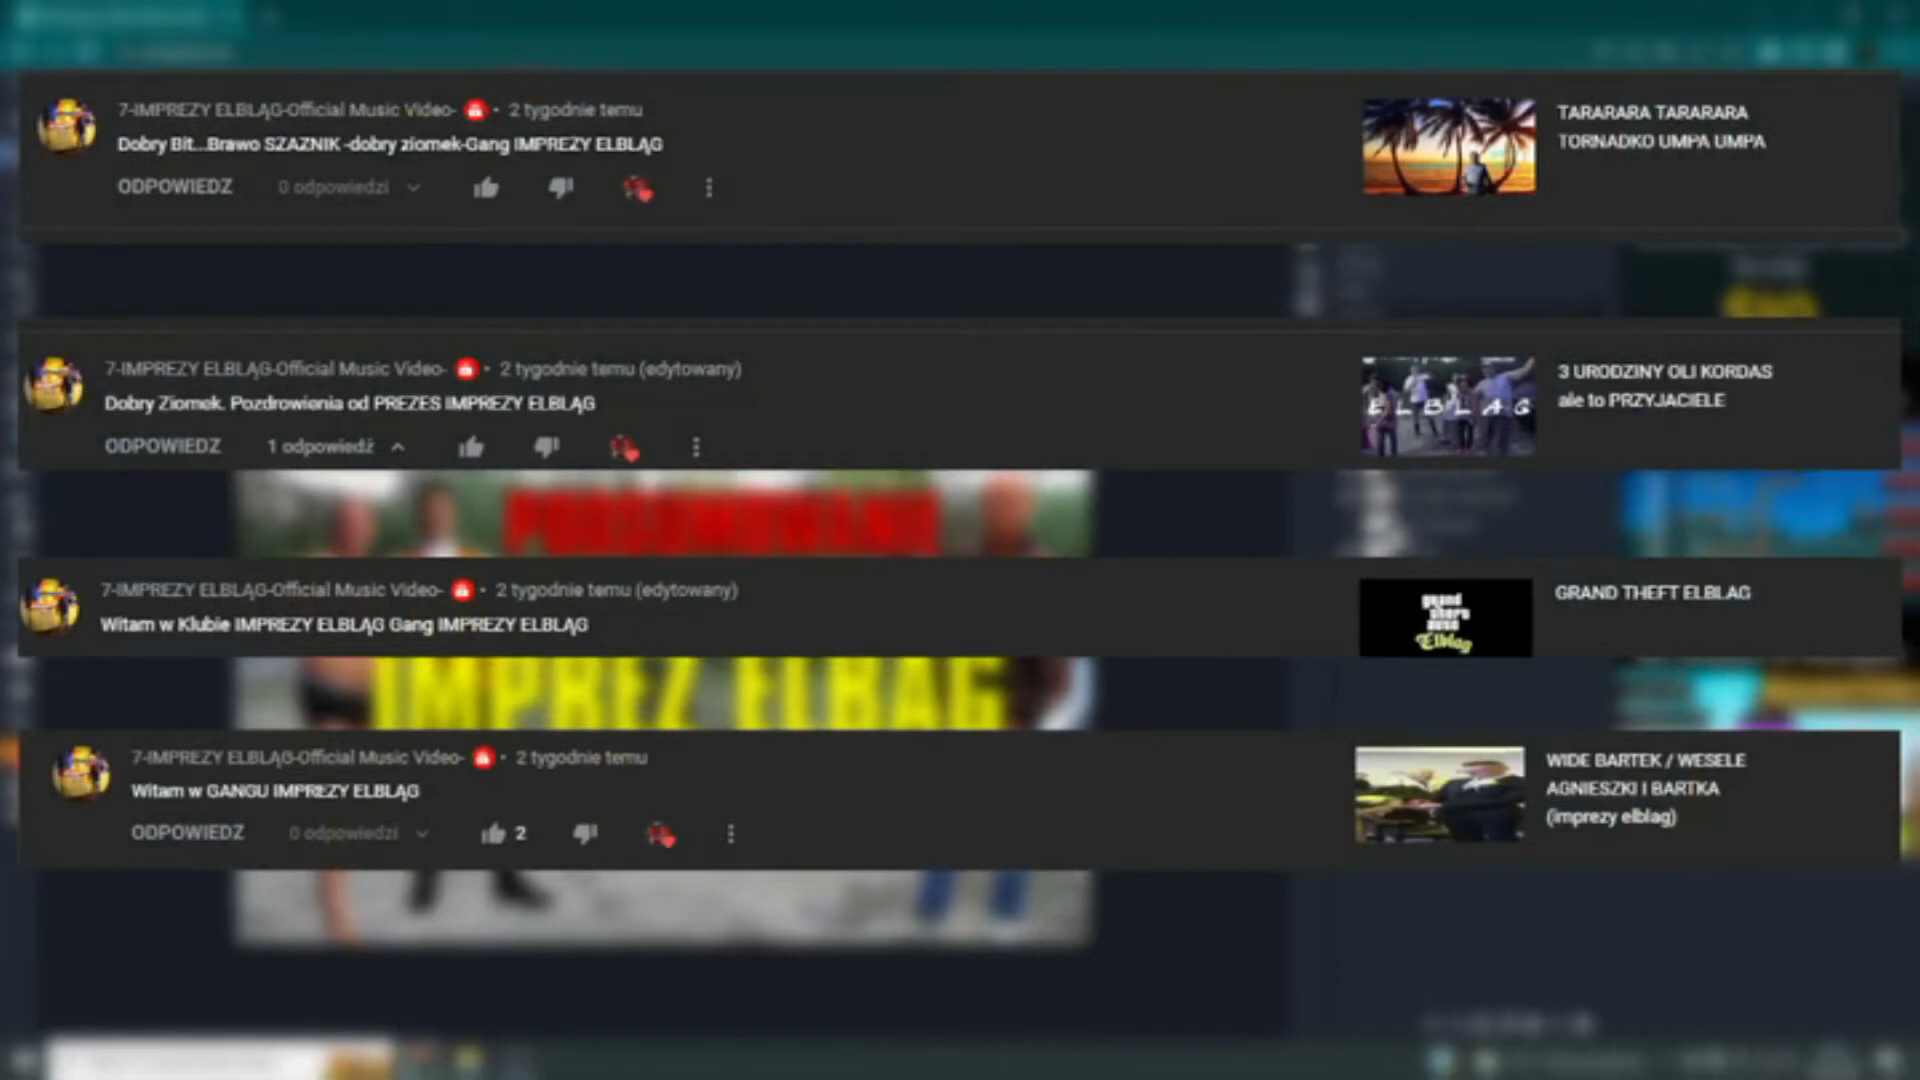 7-IMPREZY ELBLĄG-Official Music Video- • 2 tygodnie temu
Dobry Bit...Brawo SZAZNIK -dobry ziomek-Gang IMPREZY ELBLĄG
ODPOWIEDZ 0 odpowiedzi
TARARARA TARARARA
TORNADKO UMPA UMPA
7-IMPREZY ELBLĄG-Official Music Video- • 2 tygodnie temu (edytowany)
Dobry Ziomek. Pozdrowienia od PREZES IMPREZY ELBLĄG
ODPOWIEDZ 1 odpowiedź
ELBLAG
3 URODZINY OLI KORDAS
ale to PRZYJACIELE
7-IMPREZY ELBLĄG-Official Music Video- • 2 tygodnie temu (edytowany)
Witam w Klubie IMPREZY ELBLĄG Gang IMPREZY ELBLĄG
grand
theft
Elblag
GRAND THEFT ELBLAG
IMPREZ ELBAG
7-IMPREZY ELBLĄG-Official Music Video- • 2 tygodnie temu
Witam w GANGU IMPREZY ELBLĄG
ODPOWIEDZ 0 odpowiedzi 2
WIDE BARTEK / WESELE
AGNIESZKI I BARTKA
(imprezy elblag)